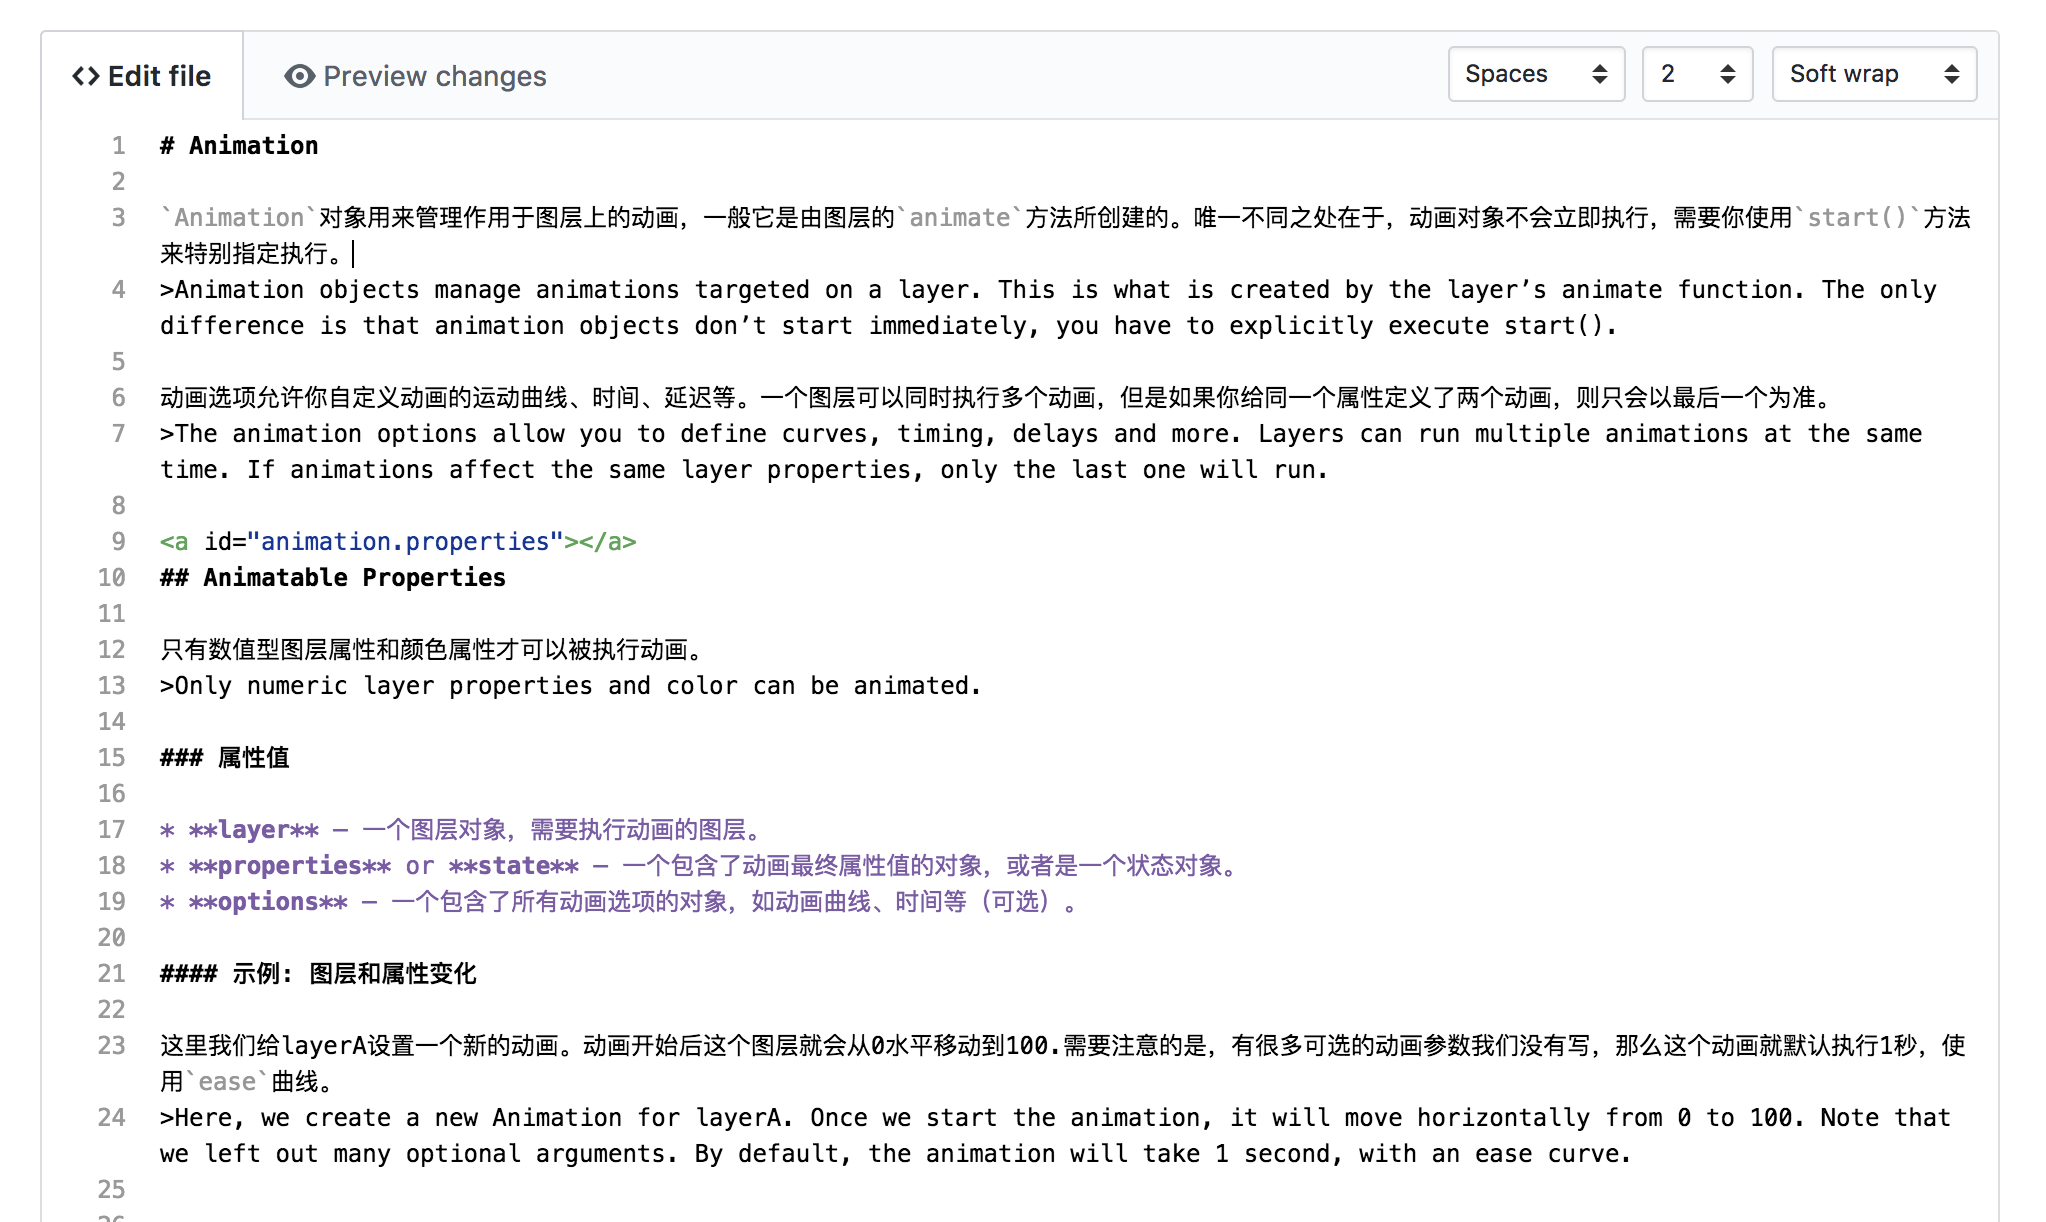 Edit file
Preview changes
Spaces
2
Soft wrap
1 # Animation
2
3 `Animation`对象用来管理作用于图层上的动画，一般它是由图层的`animate`方法所创建的。唯一不同之处在于，动画对象不会立即执行，需要你使用`start()`方法
来特别指定执行。
4 >Animation objects manage animations targeted on a layer. This is what is created by the layer’s animate function. The only
difference is that animation objects don’t start immediately, you have to explicitly execute start().
5
6 动画选项允许你自定义动画的运动曲线、时间、延迟等。一个图层可以同时执行多个动画，但是如果你给同一个属性定义了两个动画，则只会以最后一个为准。
7 >The animation options allow you to define curves, timing, delays and more. Layers can run multiple animations at the same
time. If animations affect the same layer properties, only the last one will run.
8
9 <a id="animation.properties"></a>
10 ## Animatable Properties
11
12 只有数值型图层属性和颜色属性才可以被执行动画。
13 >Only numeric layer properties and color can be animated.
14
15 ### 属性值
16
17 * **layer** — 一个图层对象，需要执行动画的图层。
18 * **properties** or **state** — 一个包含了动画最终属性值的对象，或者是一个状态对象。
19 * **options** — 一个包含了所有动画选项的对象，如动画曲线、时间等（可选）。
20
21 #### 示例: 图层和属性变化
22
23 这里我们给layerA设置一个新的动画。动画开始后这个图层就会从0水平移动到100.需要注意的是，有很多可选的动画参数我们没有写，那么这个动画就默认执行1秒，使
用`ease`曲线。
24 >Here, we create a new Animation for layerA. Once we start the animation, it will move horizontally from 0 to 100. Note that
we left out many optional arguments. By default, the animation will take 1 second, with an ease curve.
25